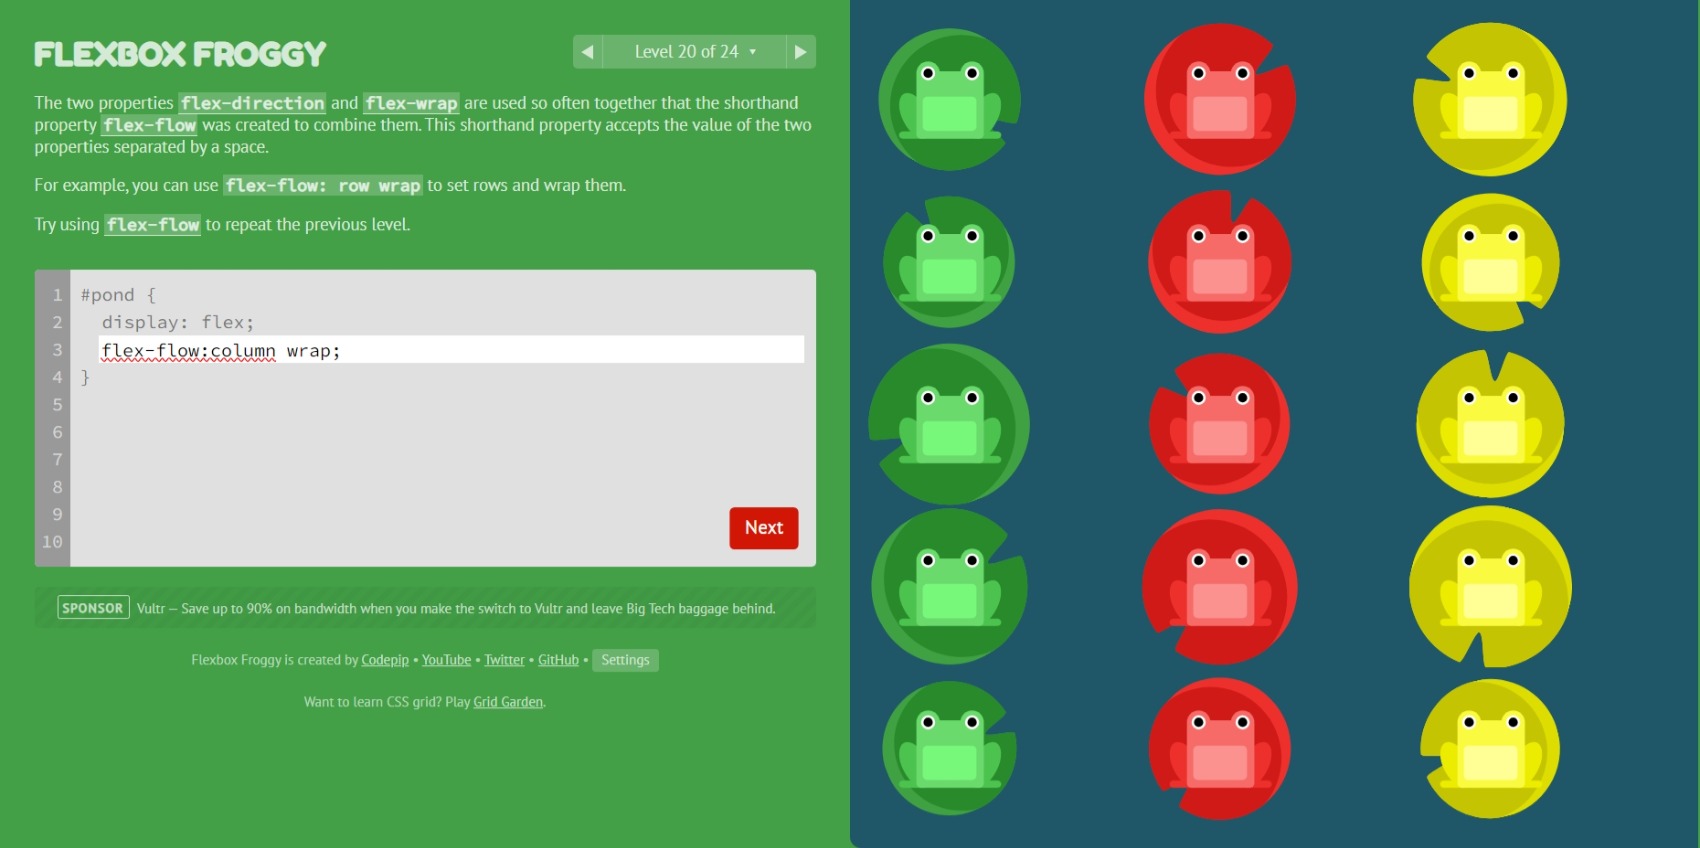 FLEXBOX FROGGY
◀ Level 20 of 24 ▾ ▶
The two properties flex-direction and flex-wrap are used so often together that the shorthand
property flex-flow was created to combine them. This shorthand property accepts the value of the two
properties separated by a space.
For example, you can use flex-flow: row wrap to set rows and wrap them.
Try using flex-flow to repeat the previous level.
1 #pond {
2 display: flex;
3 flex-flow:column wrap;
4 }
5
6
7
8
9
10
Next
SPONSOR Vultr — Save up to 90% on bandwidth when you make the switch to Vultr and leave Big Tech baggage behind.
Flexbox Froggy is created by Codepip • YouTube • Twitter • GitHub • Settings
Want to learn CSS grid? Play Grid Garden.